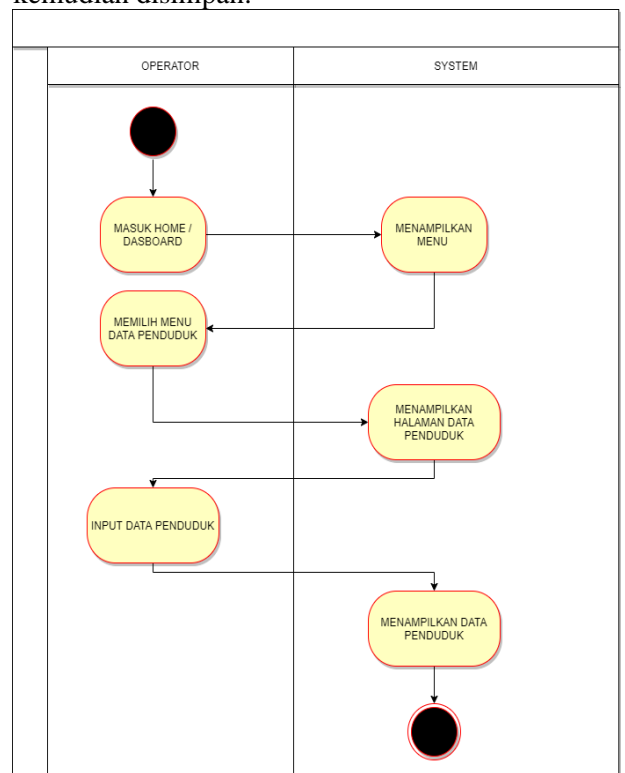 kemudian disimpan.
OPERATOR
SYSTEM
MASUK HOME /
DASBOARD
MENAMPILKAN
MENU
MEMILIH MENU
DATA PENDUDUK
MENAMPILKAN
HALAMAN DATA
PENDUDUK
INPUT DATA PENDUDUK
MENAMPILKAN DATA
PENDUDUK